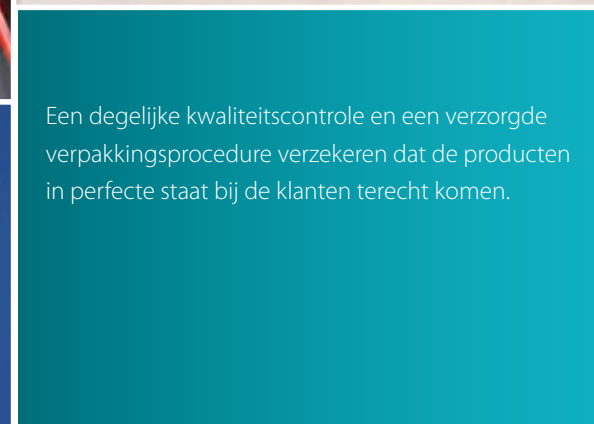 Een degelijke kwaliteitscontrole en een verzorgde
verpakkingsprocedure verzekeren dat de producten
in perfecte staat bij de klanten terecht komen.